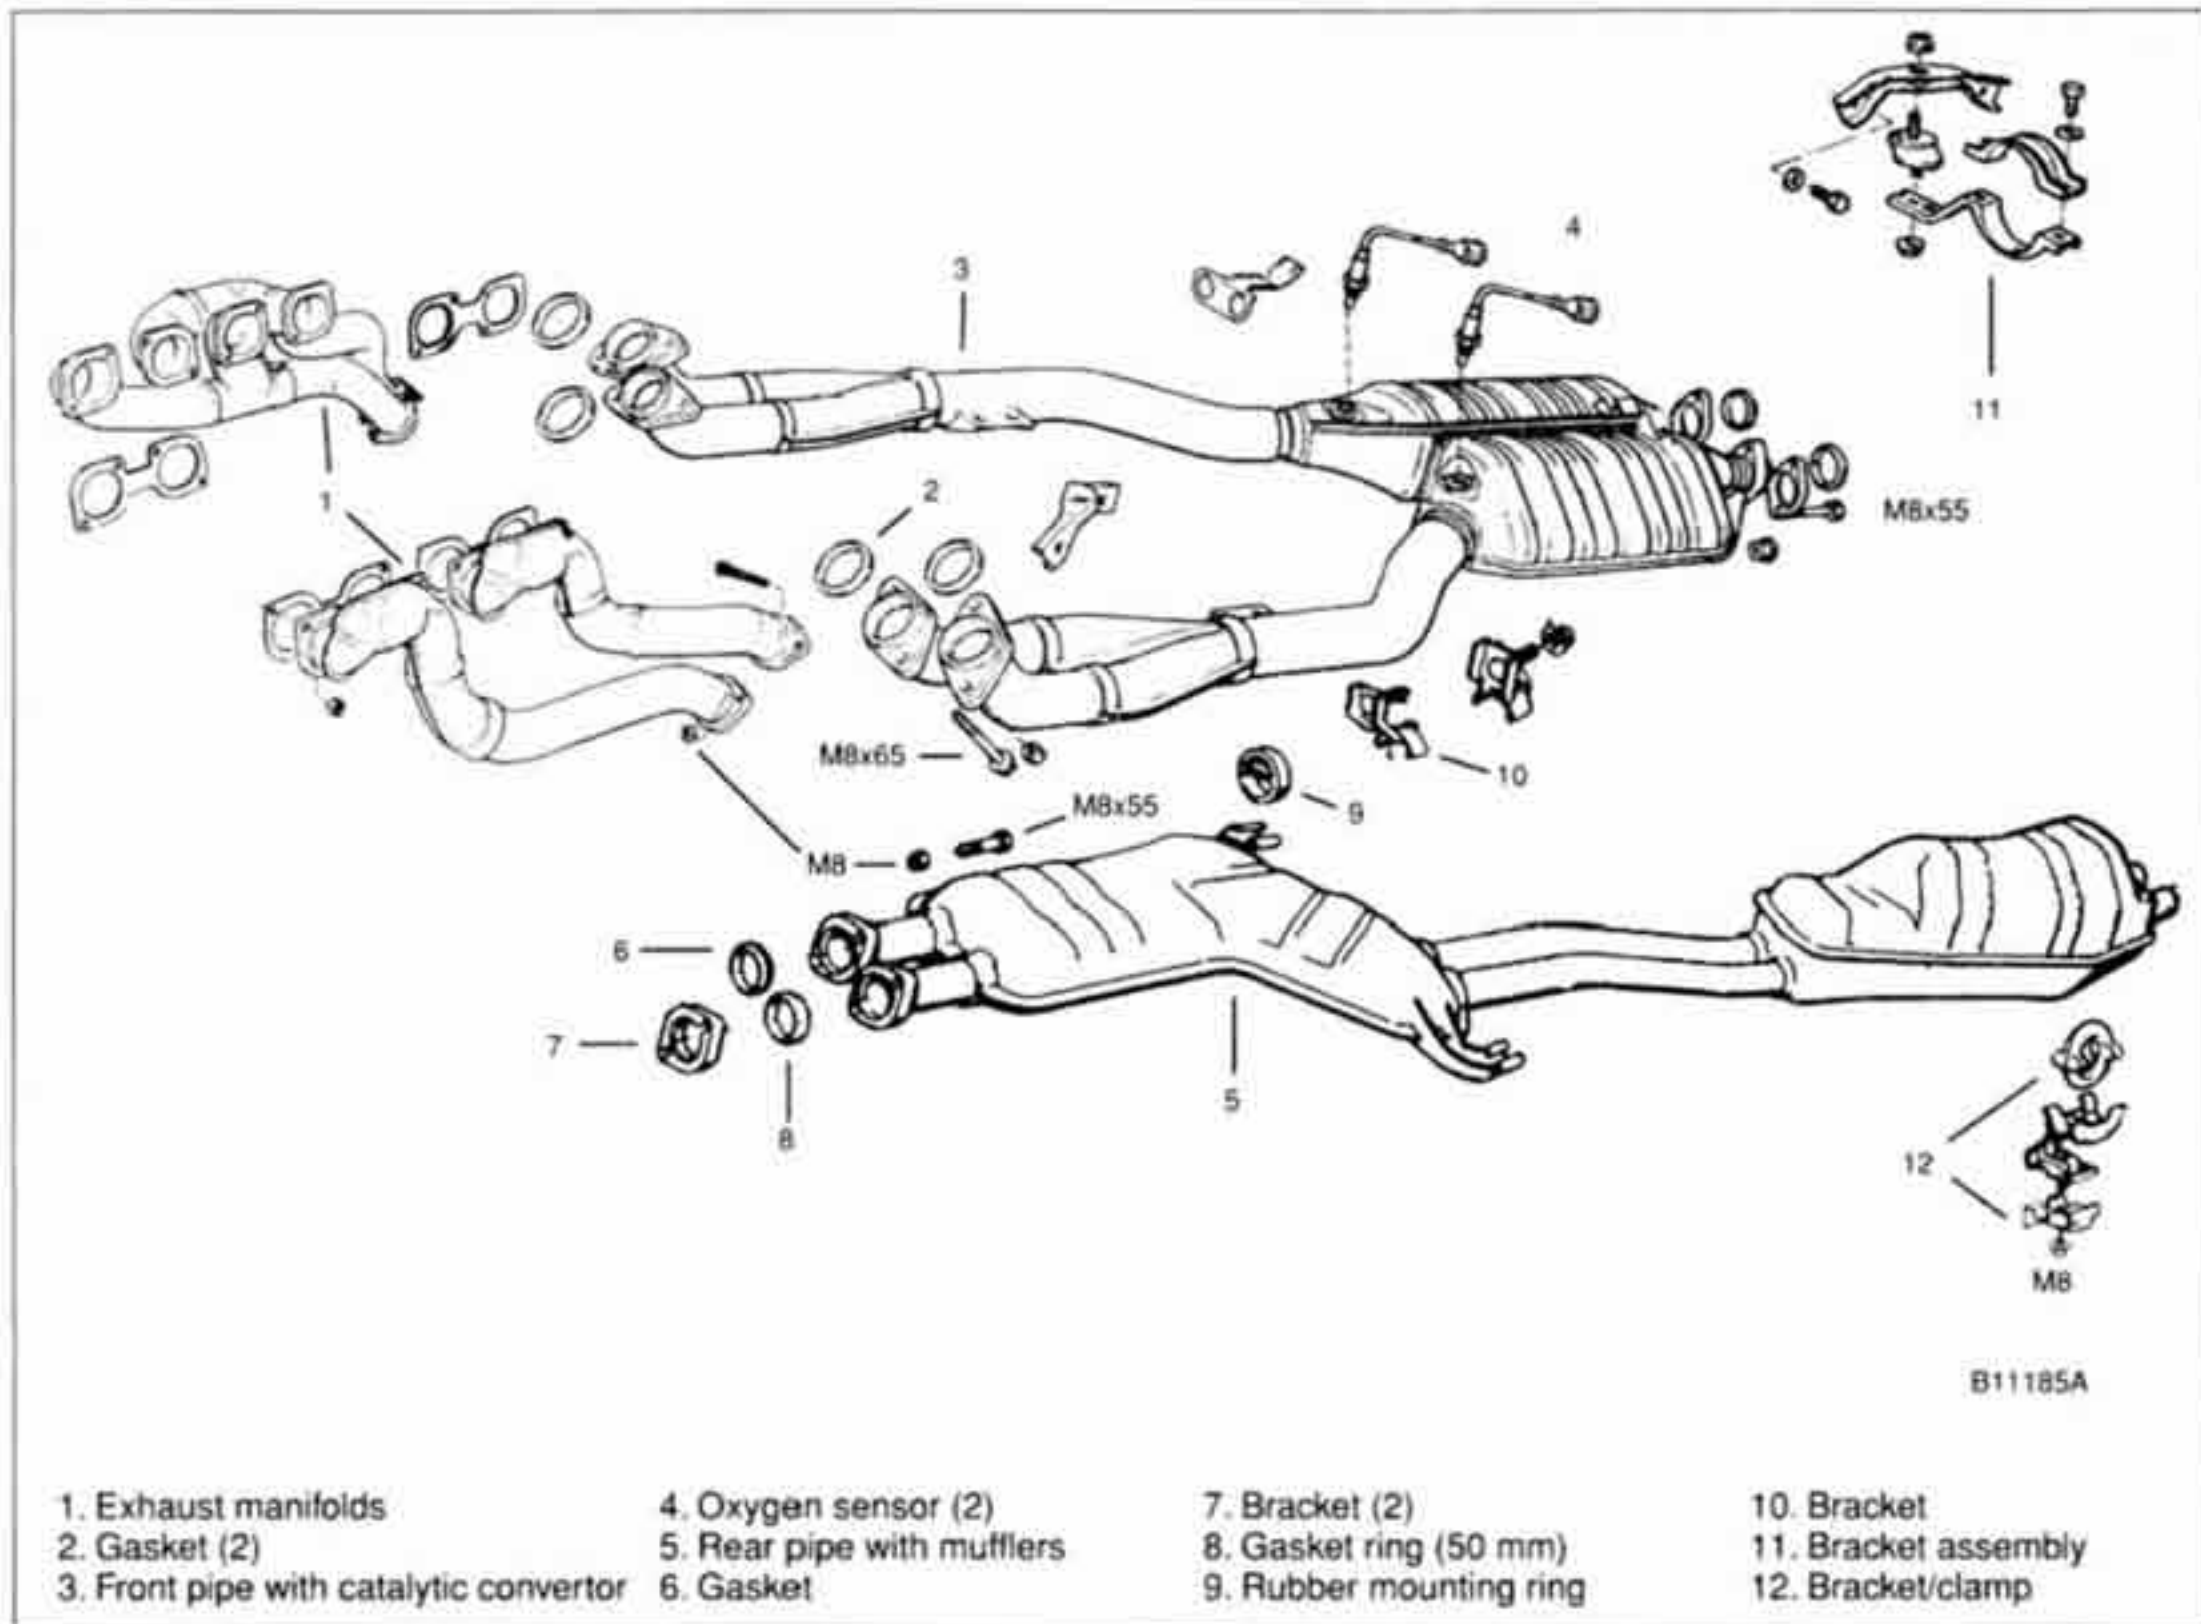 4
3
11
2
1
M8x55
M8x65
10
9
M8x55
M8
6
7
5
8
12
M8
B11185A
1. Exhaust manifolds
2. Gasket (2)
3. Front pipe with catalytic convertor
4. Oxygen sensor (2)
5. Rear pipe with mufflers
6. Gasket
7. Bracket (2)
8. Gasket ring (50 mm)
9. Rubber mounting ring
10. Bracket
11. Bracket assembly
12. Bracket/clamp